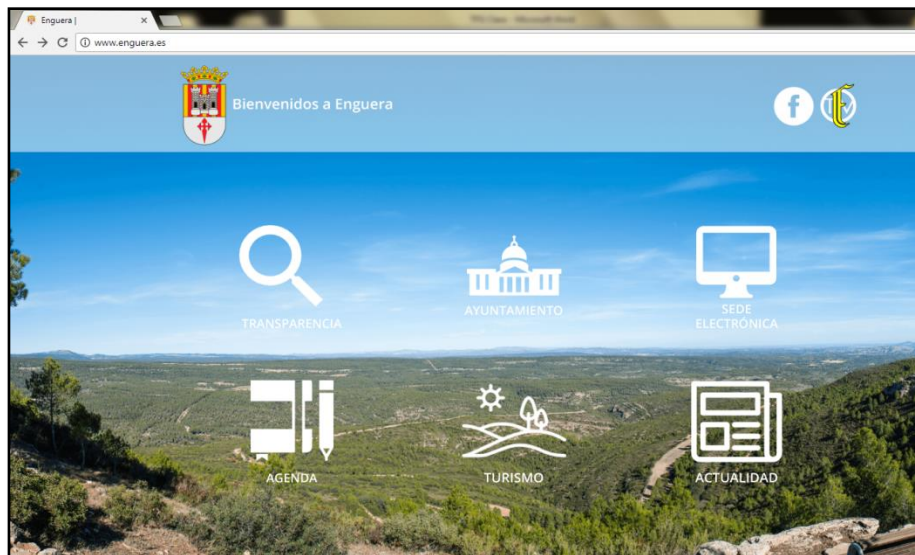 Enguera |
www.enguera.es
Bienvenidos a Enguera
TRANSPARENCIA
AYUNTAMIENTO
SEDE
ELECTRÓNICA
AGENDA
TURISMO
ACTUALIDAD